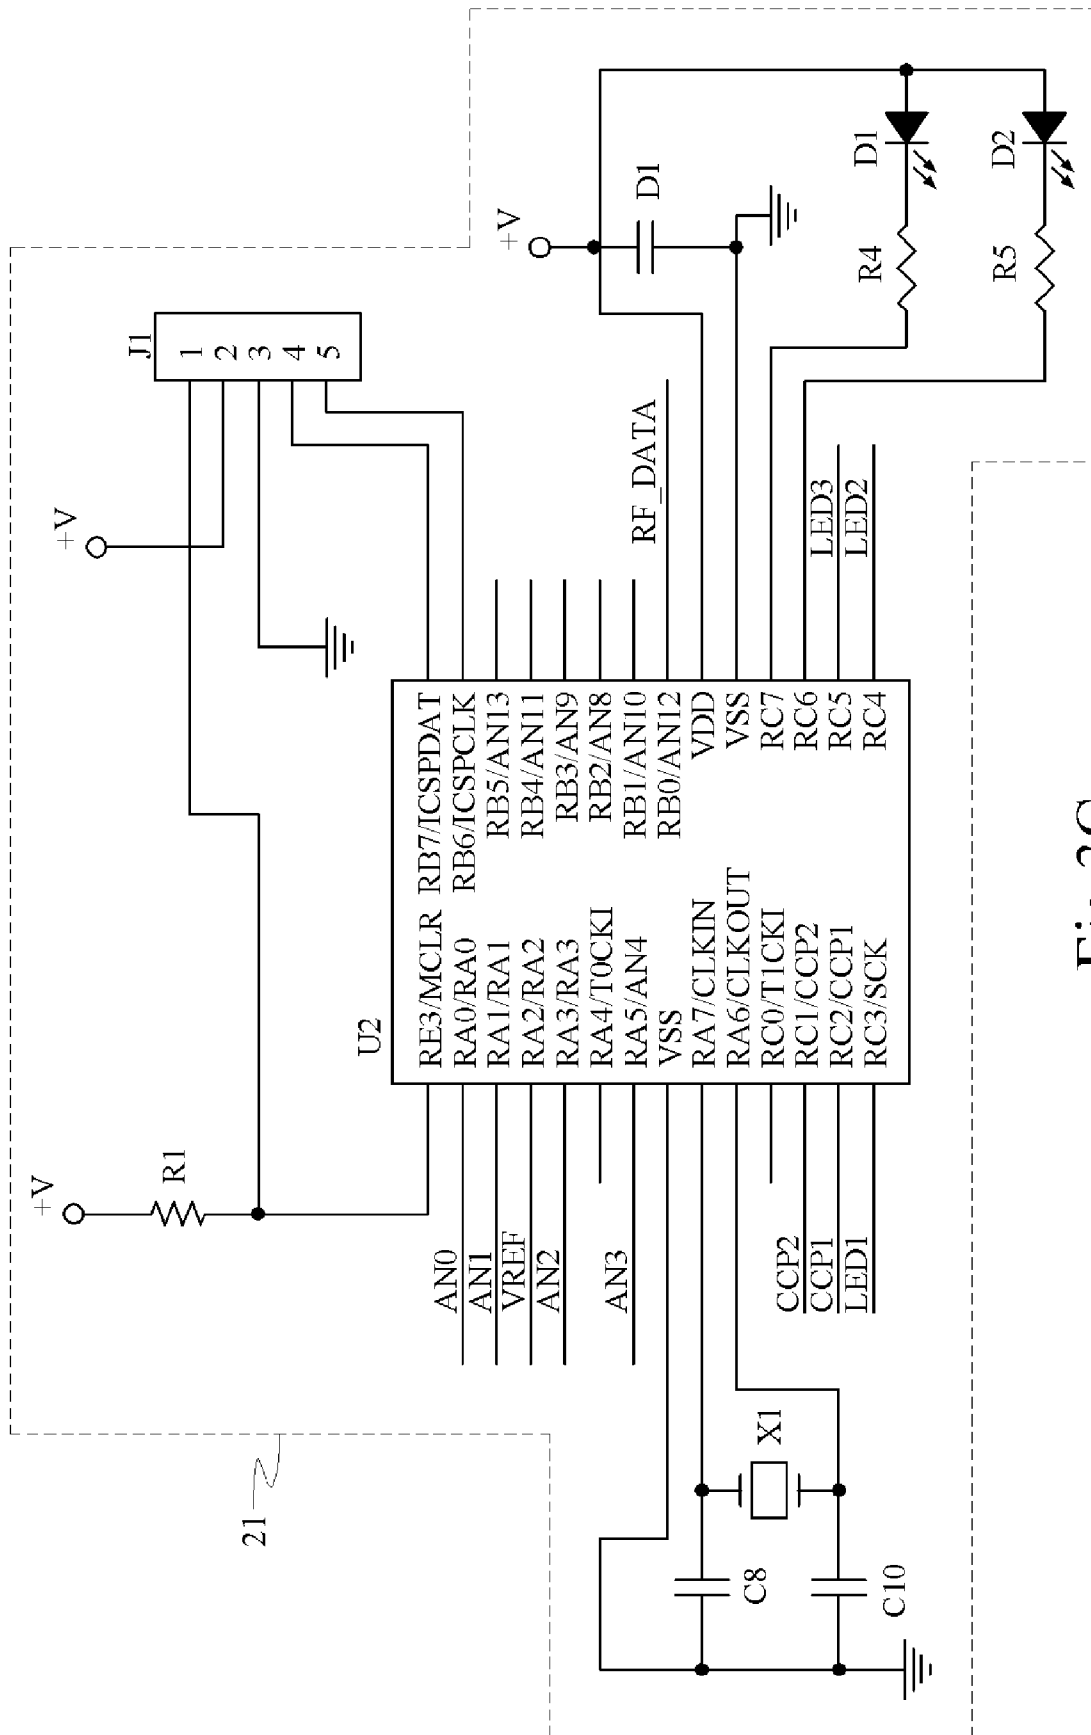 21
+V
R1
+V
J1
1
2
3
4
5
U2
RE3/MCLR
RA0/RA0
RA1/RA1
RA2/RA2
RA3/RA3
RA4/T0CKI
RA5/AN4
VSS
RA7/CLKIN
RA6/CLKOUT
RC0/T1CKI
RC1/CCP2
RC2/CCP1
RC3/SCK
RB7/ICSPDAT
RB6/ICSPCLK
RB5/AN13
RB4/AN11
RB3/AN9
RB2/AN8
RB1/AN10
RB0/AN12
VDD
VSS
RC7
RC6
RC5
RC4
AN0
AN1
VREF
AN2
AN3
CCP2
CCP1
LED1
RF_DATA
LED3
LED2
+V
D1
R4
D1
R5
D2
C8
X1
C10